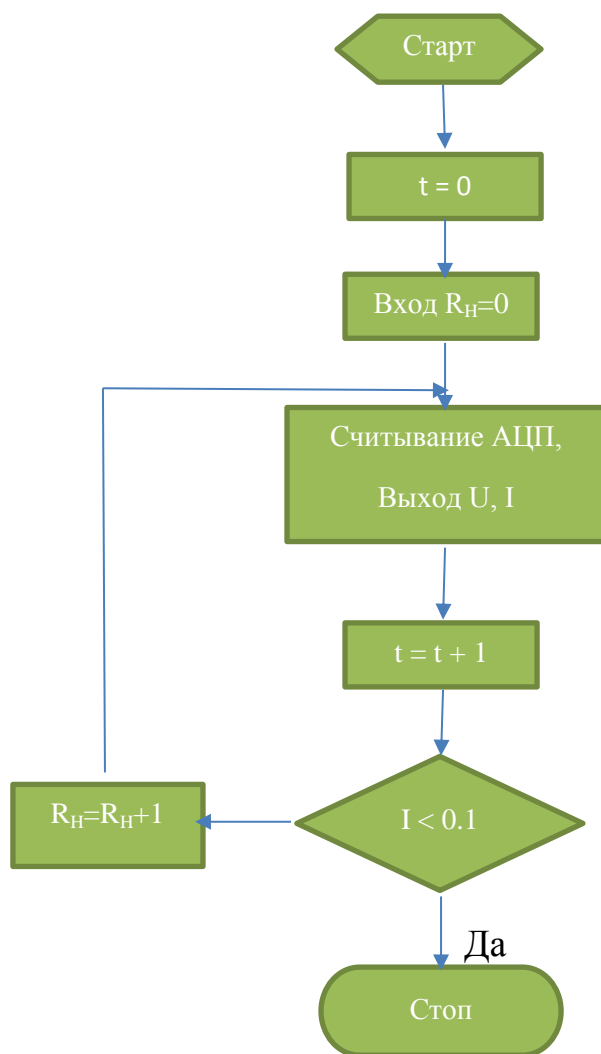 Старт
t = 0
Вход RН=0
Считывание АЦП,
Выход U, I
t = t + 1
I < 0.1
RН=RН+1
Да
Стоп